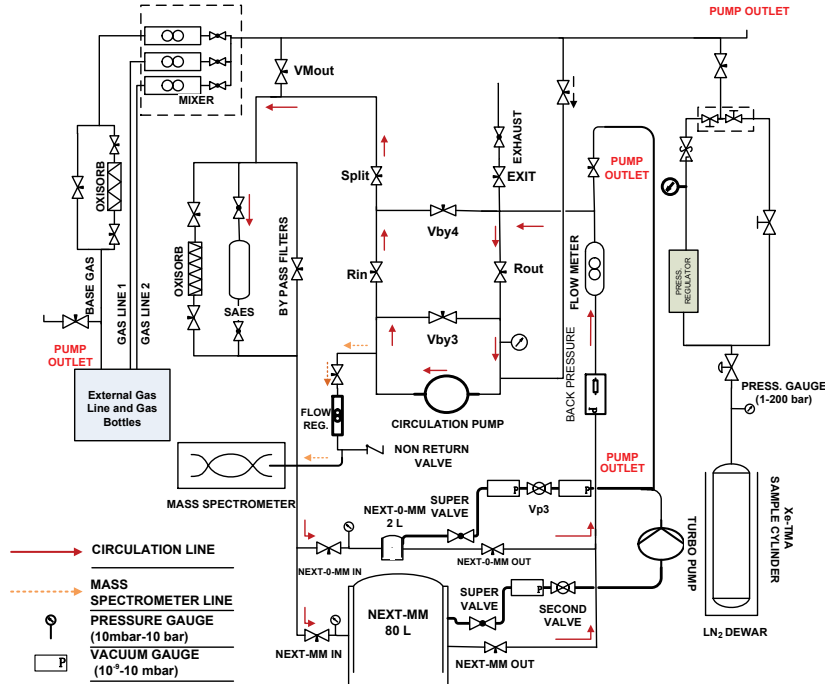 PUMP OUTLET
VMout
MIXER
EXHAUST
OXISORB
Split
EXIT
PUMP
OUTLET
Vby4
BASE GAS
GAS LINE 1
GAS LINE 2
OXISORB
SAES
BY PASS FILTERS
Rin
Rout
FLOW METER
PRESS.
REGULATOR
Vby3
PUMP
OUTLET
BACK PRESSURE
External Gas
Line and Gas
Bottles
FLOW
REG.
CIRCULATION PUMP
P
PRESS. GAUGE
(1-200 bar)
NON RETURN
VALVE
MASS SPECTROMETER
PUMP
OUTLET
SUPER
VALVE
P
Vp3
P
NEXT-0-MM
2 L
Xe-TMA
SAMPLE CYLINDER
TURBO PUMP
CIRCULATION LINE
NEXT-0-MM IN
NEXT-0-MM OUT
MASS
SPECTROMETER LINE
SUPER
VALVE
P
SECOND
VALVE
PRESSURE GAUGE
(10mbar-10 bar)
NEXT-MM
80 L
LN2 DEWAR
P
VACUUM GAUGE
(10-9-10 mbar)
NEXT-MM IN
NEXT-MM OUT